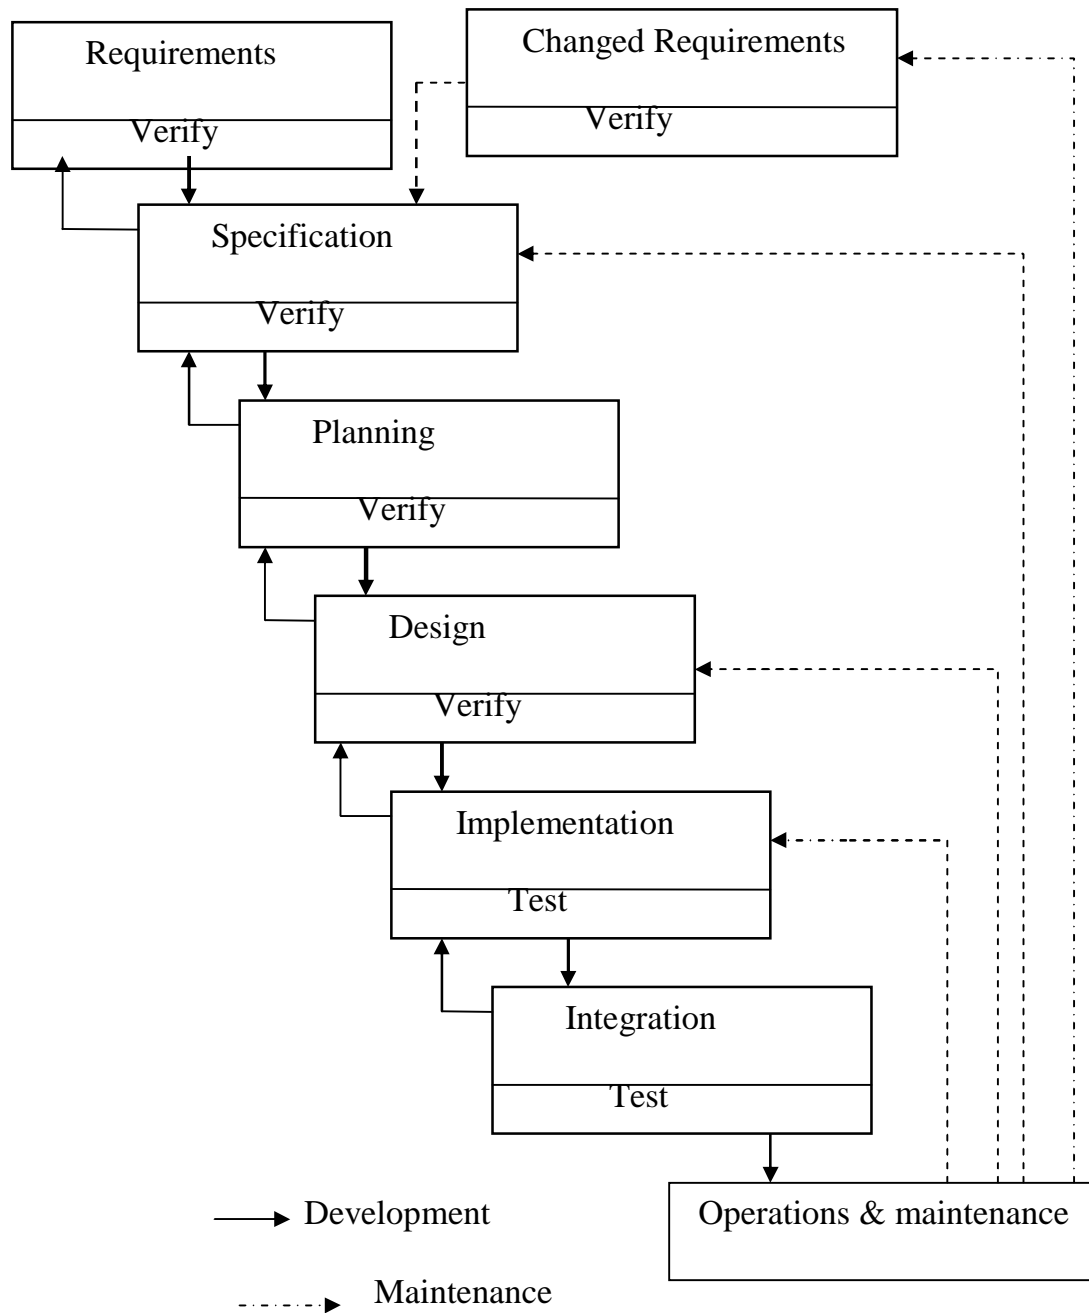 Requirements
Verify
Changed Requirements
Verify
Specification
Verify
Planning
Verify
Design
Verify
Implementation
Test
Integration
Test
Operations & maintenance
Development
Maintenance